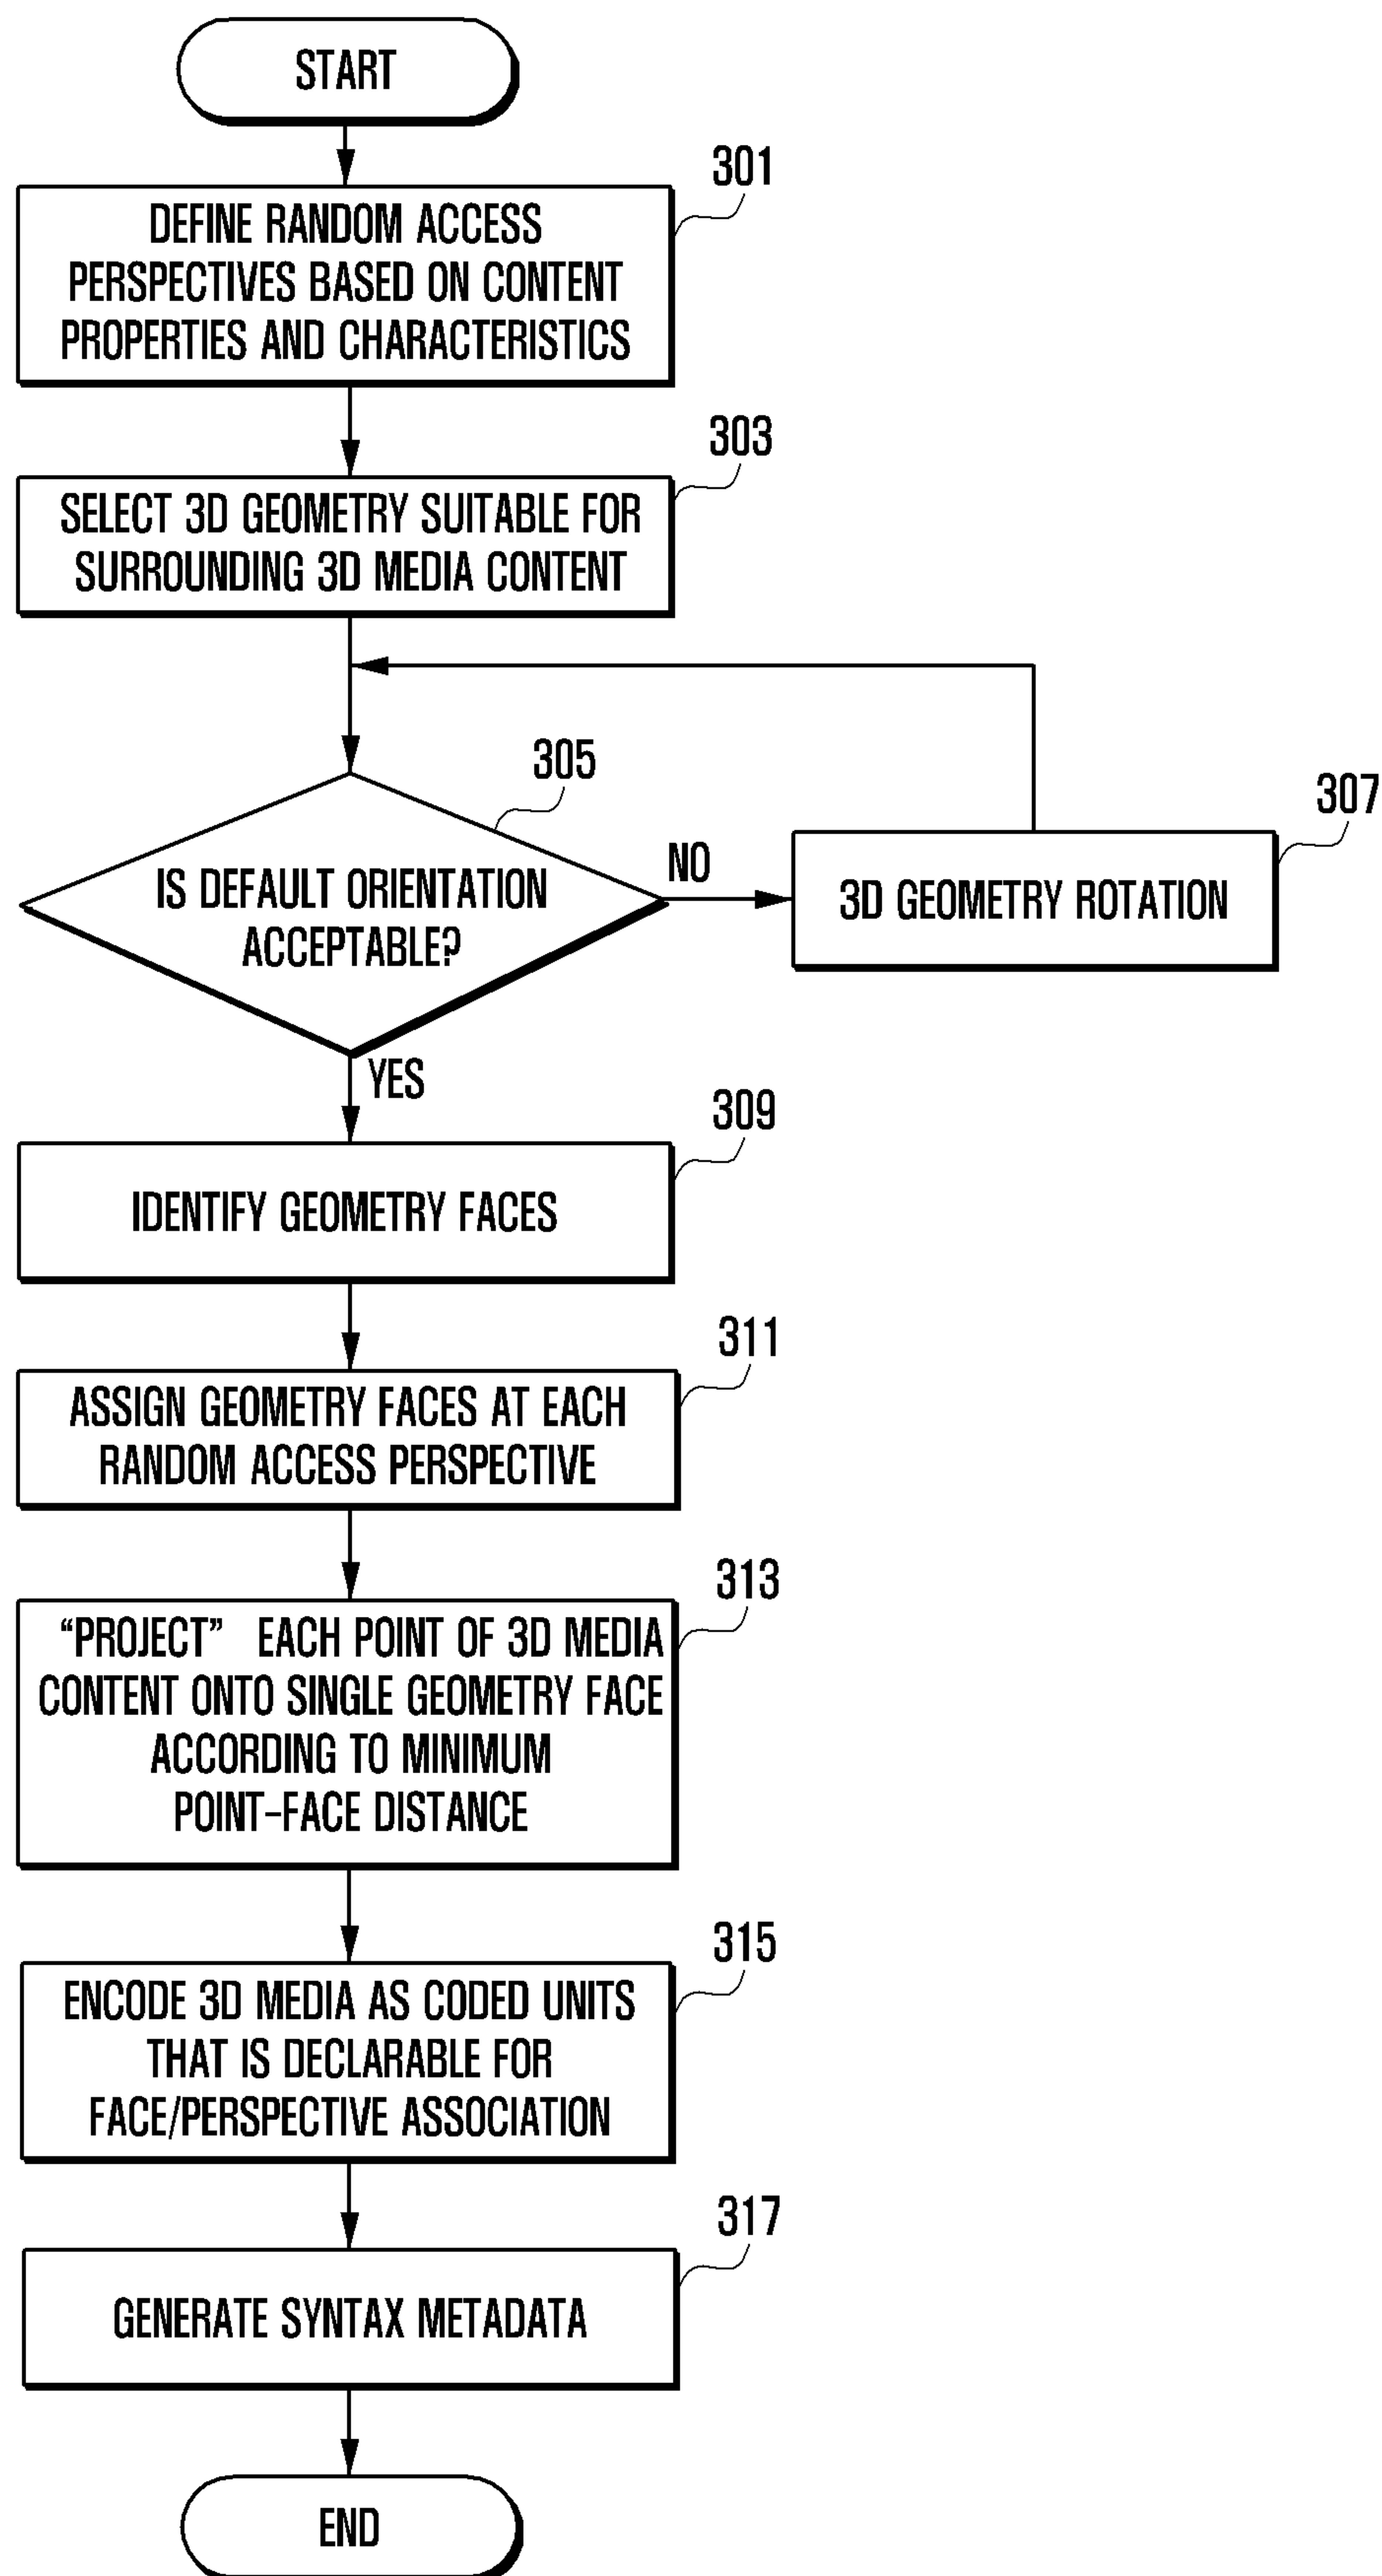 START
301
DEFINE RANDOM ACCESS
PERSPECTIVES BASED ON CONTENT
PROPERTIES AND CHARACTERISTICS
303
SELECT 3D GEOMETRY SUITABLE FOR
SURROUNDING 3D MEDIA CONTENT
305
IS DEFAULT ORIENTATION
ACCEPTABLE?
NO
307
3D GEOMETRY ROTATION
YES
309
IDENTIFY GEOMETRY FACES
311
ASSIGN GEOMETRY FACES AT EACH
RANDOM ACCESS PERSPECTIVE
313
“PROJECT” EACH POINT OF 3D MEDIA
CONTENT ONTO SINGLE GEOMETRY FACE
ACCORDING TO MINIMUM
POINT-FACE DISTANCE
315
ENCODE 3D MEDIA AS CODED UNITS
THAT IS DECLARABLE FOR
FACE/PERSPECTIVE ASSOCIATION
317
GENERATE SYNTAX METADATA
END